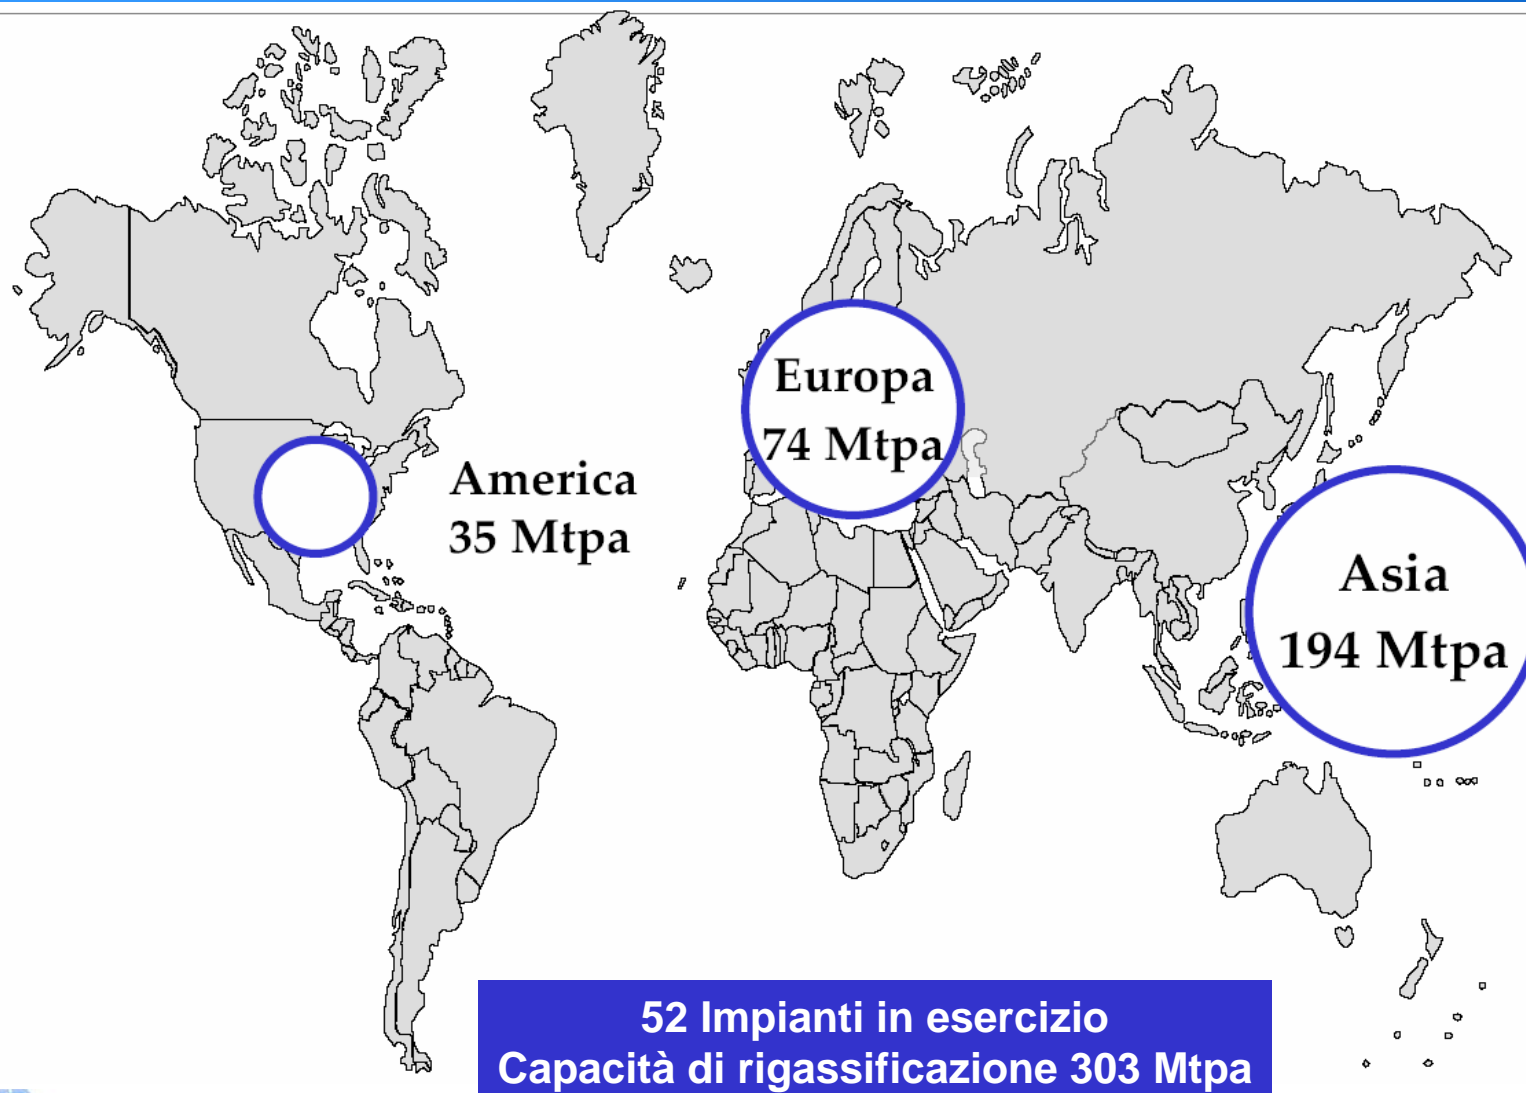 Europa
74 Mtpa
America
35 Mtpa
Asia
194 Mtpa
52 Impianti in esercizio
Capacità di rigassificazione 303 Mtpa